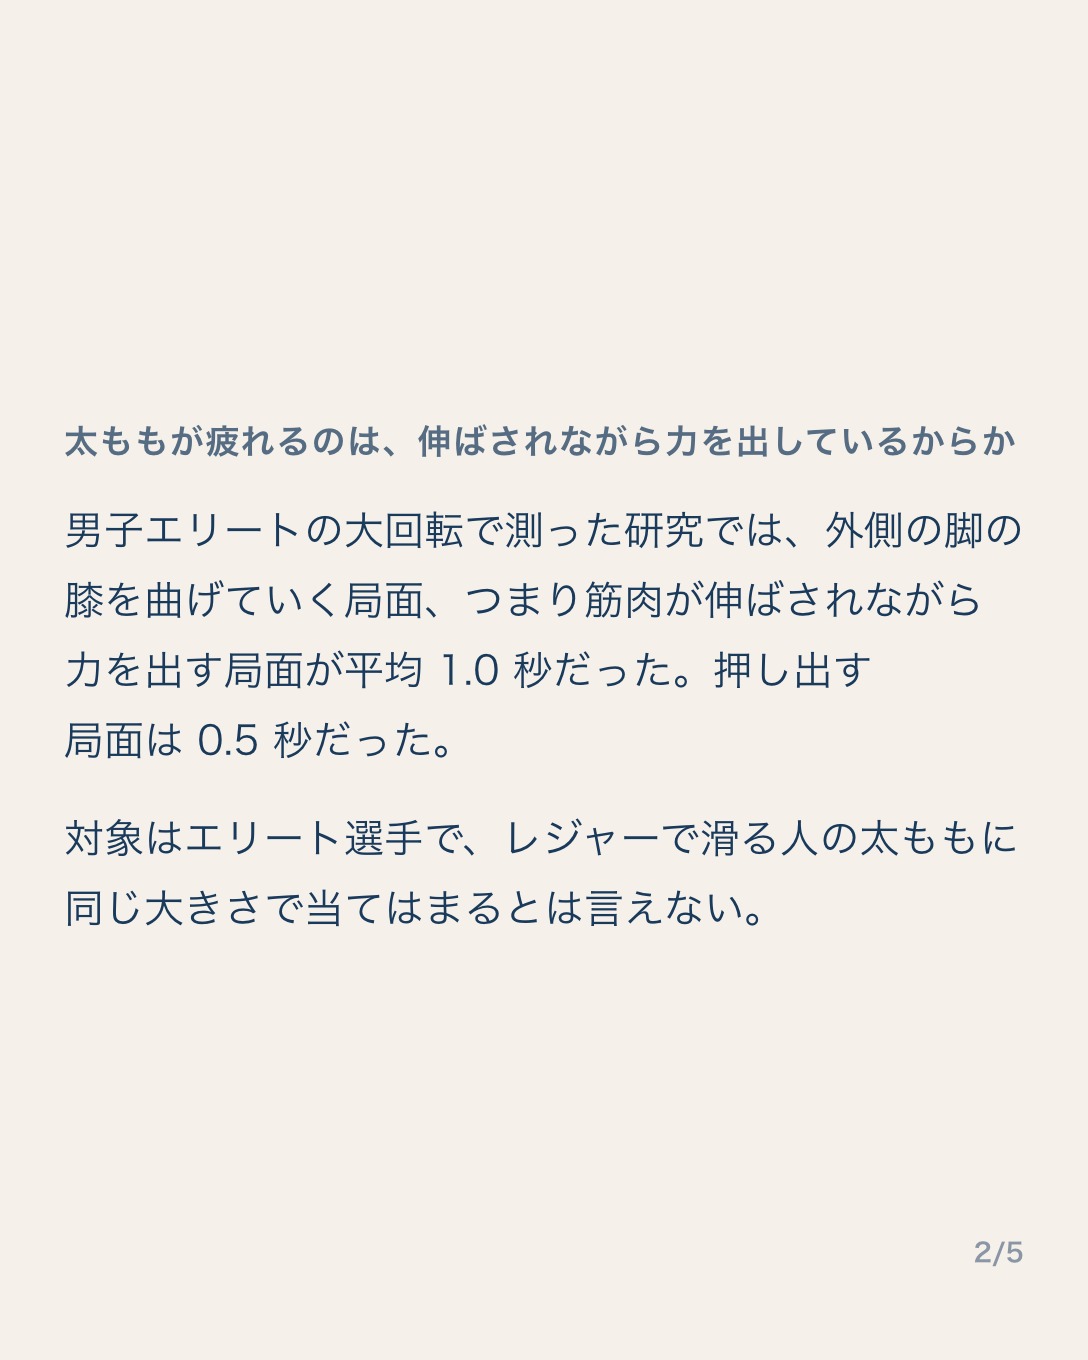 太ももが疲れるのは、伸ばされながら力を出しているからか
男子エリートの大回転で測った研究では、外側の脚の
膝を曲げていく局面、つまり筋肉が伸ばされながら
力を出す局面が平均 1.0 秒だった。押し出す
局面は 0.5 秒だった。
対象はエリート選手で、レジャーで滑る人の太ももに
同じ大きさで当てはまるとは言えない。
2/5